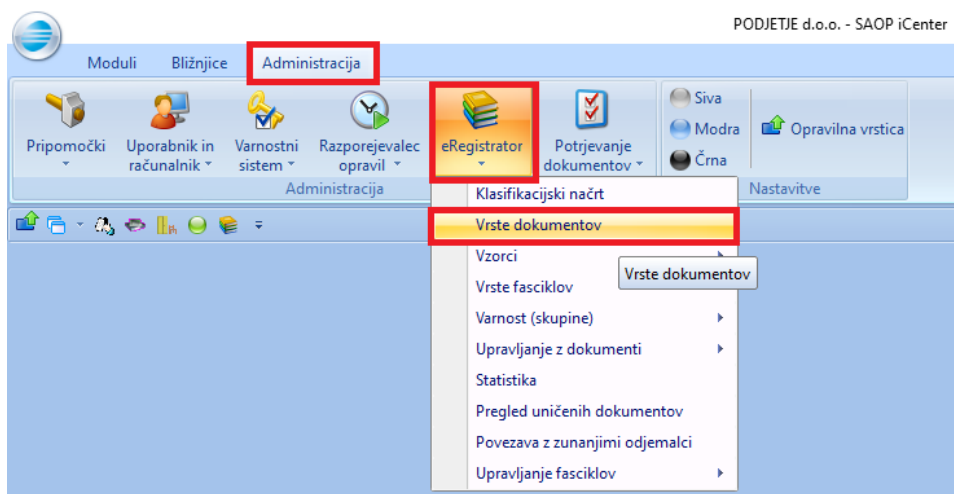 PODJETJE d.o.o. - SAOP iCenter
Moduli Bližnjice Administracija
Pripomočki
Uporabnik in
računalnik
Varnostni
sistem
Razporejevalec
opravil
eRegistrator
Potrjevanje
dokumentov
Siva
Modra
Črna
Opravilna vrstica
Administracija
Nastavitve
Klasifikacijski načrt
Vrste dokumentov
Vzorci
Vrste dokumentov
Vrste fasciklov
Varnost (skupine)
Upravljanje z dokumenti
Statistika
Pregled uničenih dokumentov
Povezava z zunanjimi odjemalci
Upravljanje fasciklov